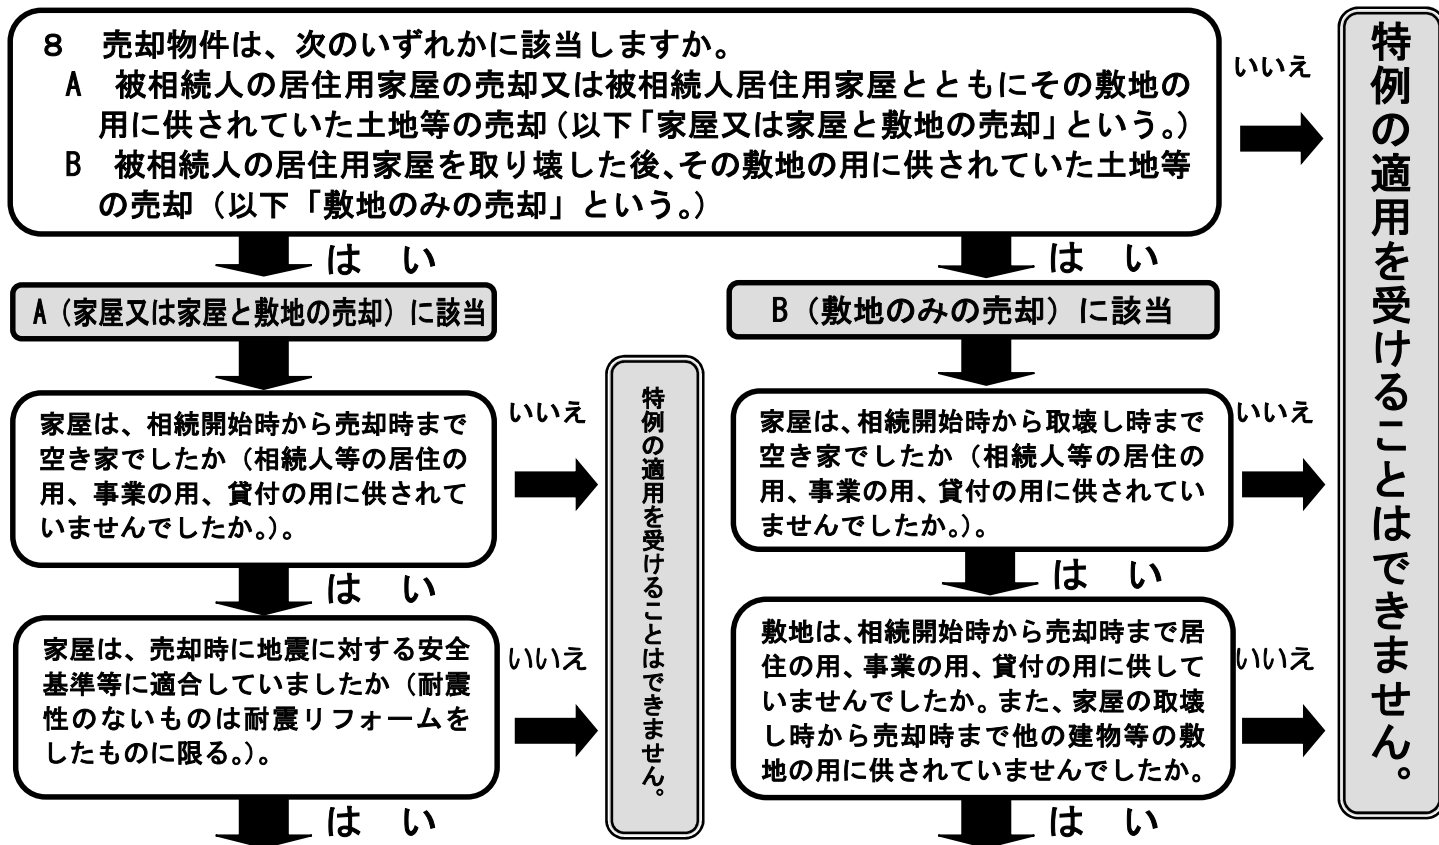 ８　売却物件は、次のいずれかに該当しますか。
Ａ　被相続人の居住用家屋の売却又は被相続人居住用家屋とともにその敷地の
用に供されていた土地等の売却（以下「家屋又は家屋と敷地の売却」という。）
Ｂ　被相続人の居住用家屋を取り壊した後、その敷地の用に供されていた土地等
の売却（以下「敷地のみの売却」という。）
いいえ
特例の適用を受けることはできません。
は　い
は　い
Ａ（家屋又は家屋と敷地の売却）に該当
Ｂ（敷地のみの売却）に該当
家屋は、相続開始時から売却時まで
空き家でしたか（相続人等の居住の
用、事業の用、貸付の用に供されて
いませんでしたか。）。
いいえ
特例の適用を受けることはできません。
家屋は、相続開始時から取壊し時まで
空き家でしたか（相続人等の居住の
用、事業の用、貸付の用に供されてい
ませんでしたか。）。
いいえ
は　い
は　い
家屋は、売却時に地震に対する安全
基準等に適合していましたか（耐震
性のないものは耐震リフォームを
したものに限る。）。
いいえ
敷地は、相続開始時から売却時まで居
住の用、事業の用、貸付の用に供して
いませんでしたか。また、家屋の取壊
し時から売却時まで他の建物等の敷
地の用に供されていませんでしたか。
いいえ
は　い
は　い